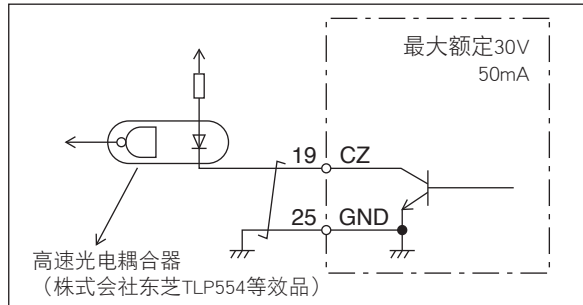 最大额定30V
50mA
19 CZ
25 GND
高速光电耦合器
（株式会社东芝TLP554等效品）